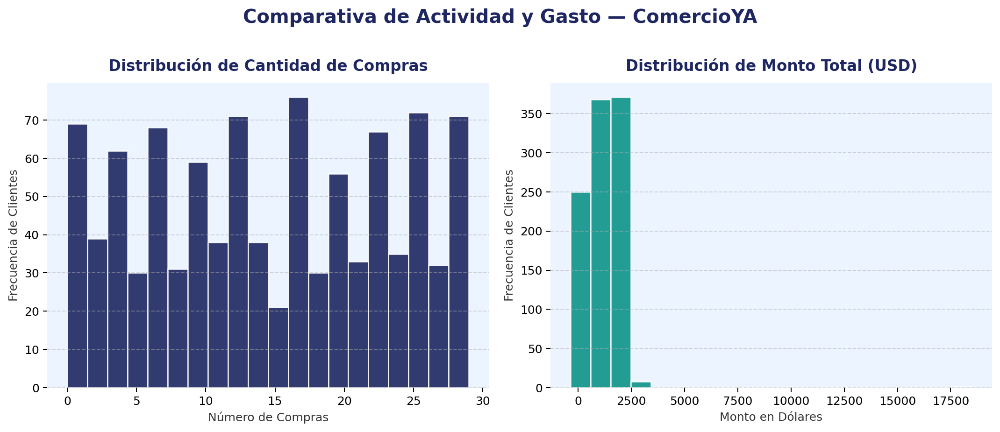 Comparativa de Actividad y Gasto — ComercioYA
Distribución de Cantidad de Compras
Frecuencia de Clientes
70
60
50
40
30
20
10
0
0 5 10 15 20 25 30
Número de Compras
Distribución de Monto Total (USD)
Frecuencia de Clientes
350
300
250
200
150
100
50
0
0 2500 5000 7500 10000 12500 15000 17500
Monto en Dólares